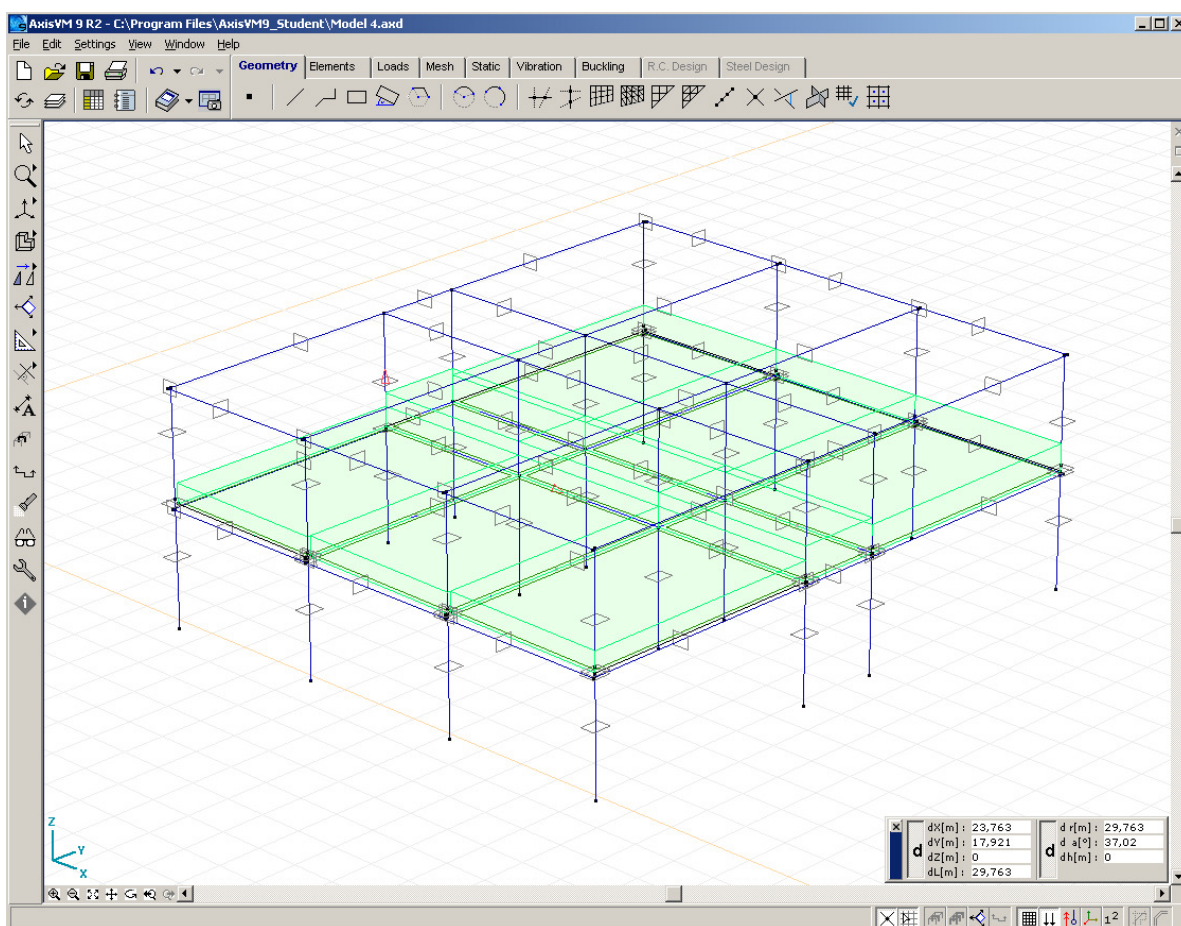 AxisVM 9 R2 - C:\Program Files\AxisVM9_Student\Model 4.axd
File Edit Settings View Window Help
Geometry Elements Loads Mesh Static Vibration Buckling R.C. Design Steel Design
A
i
Z
Y
X
d
dX[m]: 23,763
dY[m]: 17,921
dZ[m]: 0
dL[m]: 29,763
d
d r[m]: 29,763
d a[°]: 37,02
dh[m]: 0
1²